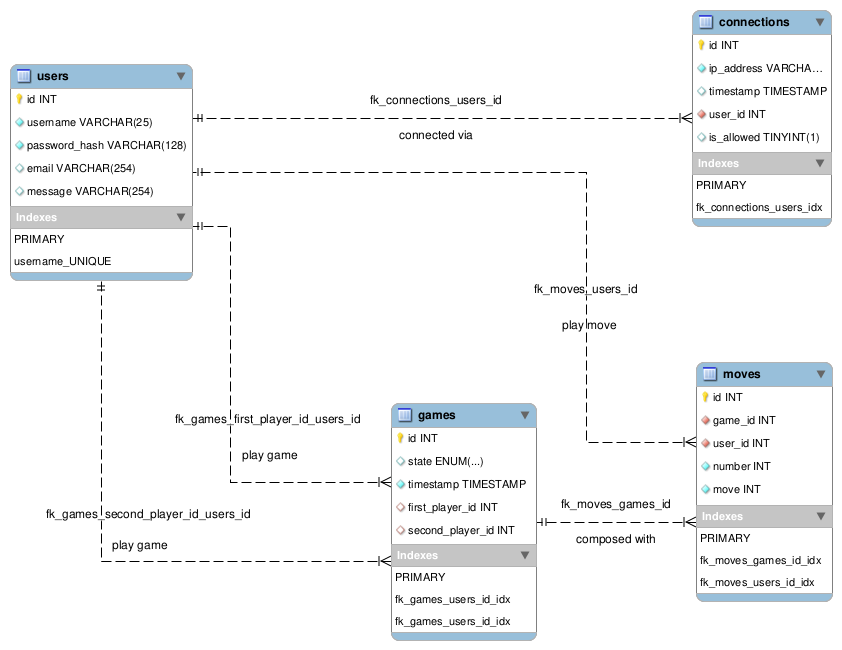 users
id INT
username VARCHAR(25)
password_hash VARCHAR(128)
email VARCHAR(254)
message VARCHAR(254)
Indexes
PRIMARY
username_UNIQUE
fk_connections_users_id
connected via
connections
id INT
ip_address VARCHA...
timestamp TIMESTAMP
user_id INT
is_allowed TINYINT(1)
Indexes
PRIMARY
fk_connections_users_idx
fk_moves_users_id
play move
fk_games_first_player_id_users_id
play game
fk_games_second_player_id_users_id
play game
games
id INT
state ENUM(...)
timestamp TIMESTAMP
first_player_id INT
second_player_id INT
Indexes
PRIMARY
fk_games_users_id_idx
fk_games_users_id_idx
fk_moves_games_id
composed with
moves
id INT
game_id INT
user_id INT
number INT
move INT
Indexes
PRIMARY
fk_moves_games_id_idx
fk_moves_users_id_idx